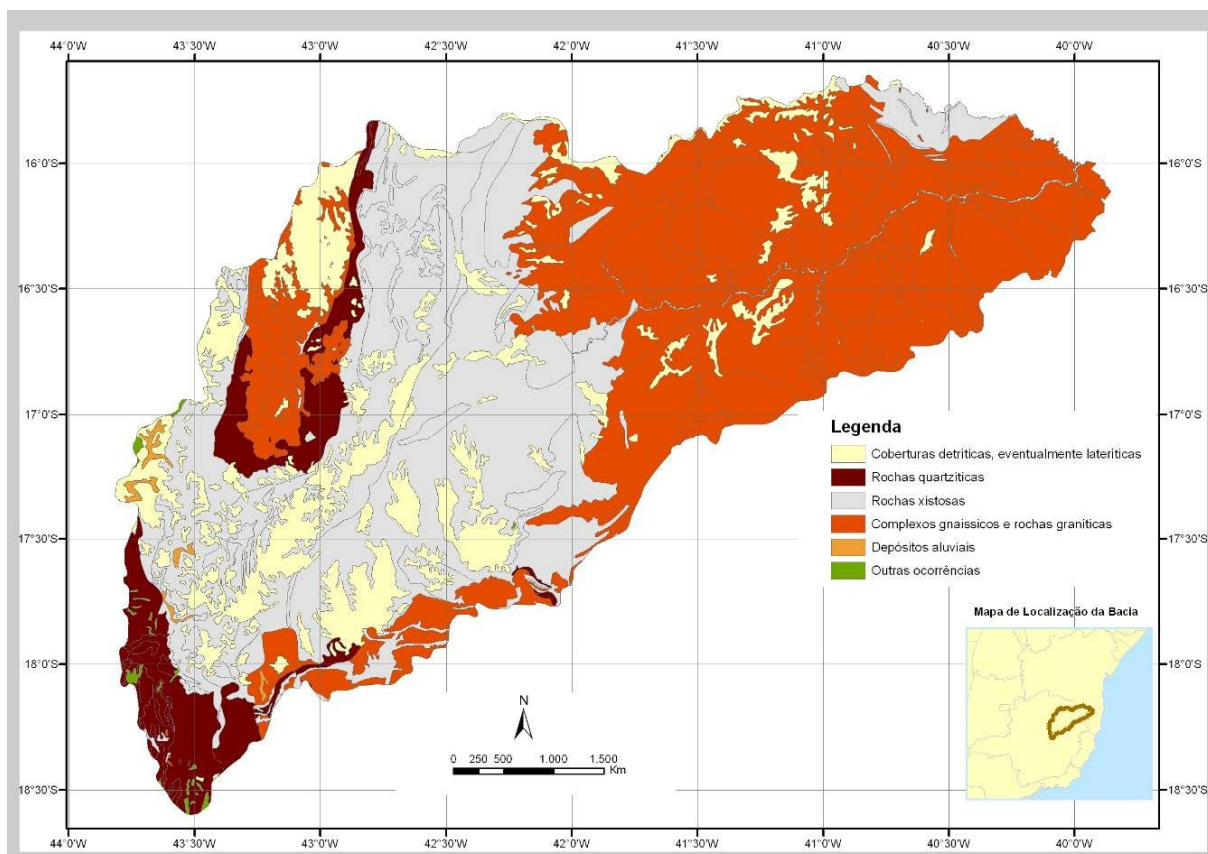 44°0'W 43°30'W 43°0'W 42°30'W 42°0'W 41°30'W 41°0'W 40°30'W 40°0'W
16°0'S 16°0'S
16°30'S 16°30'S
17°0'S 17°0'S
Legenda
Coberturas detríticas, eventualmente lateríticas
Rochas quartzíticas
Rochas xistosas
Complexos gnaissicos e rochas graníticas
Depósitos aluviais
Outras ocorrências
17°30'S 17°30'S
Mapa de Localização da Bacia
18°0'S 18°0'S
N
0 250 500 1.000 1.500
Km
18°30'S 18°30'S
44°0'W 43°30'W 43°0'W 42°30'W 42°0'W 41°30'W 41°0'W 40°30'W 40°0'W